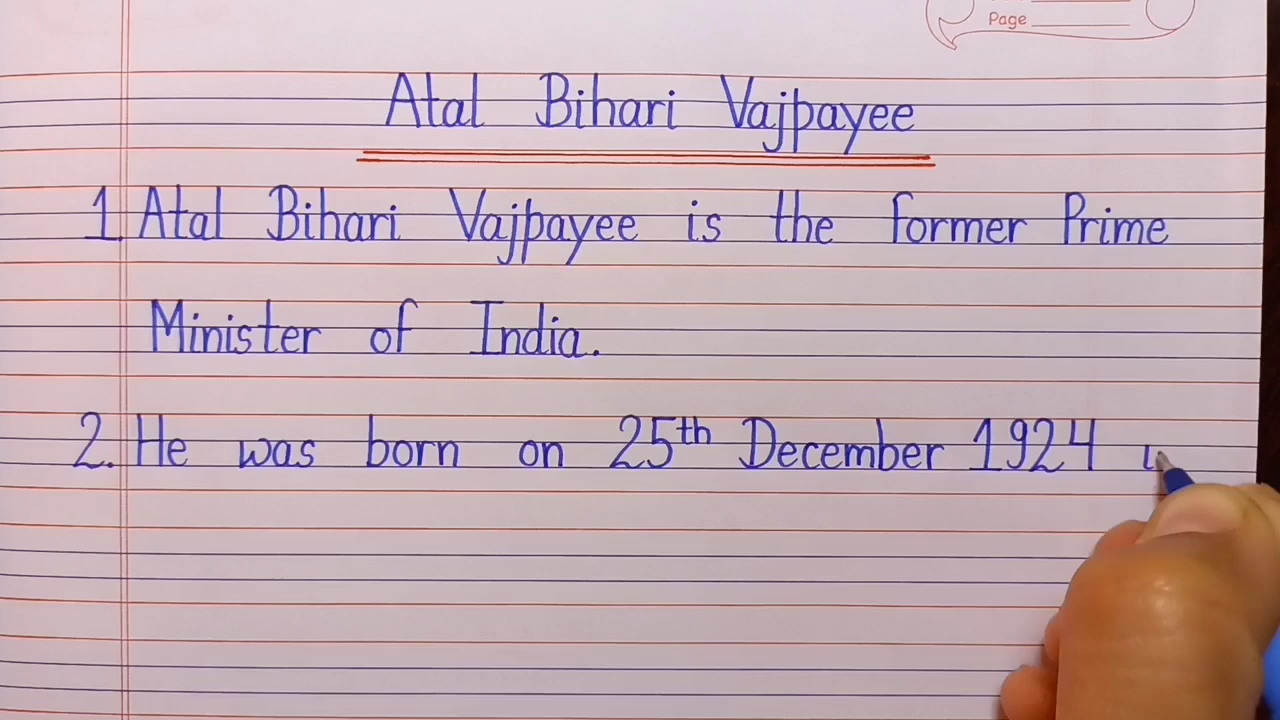 Page
Atal Bihari Vajpayee
1. Atal Bihari Vajpayee is the former Prime
Minister of India.
2. He was born on 25th December 1924